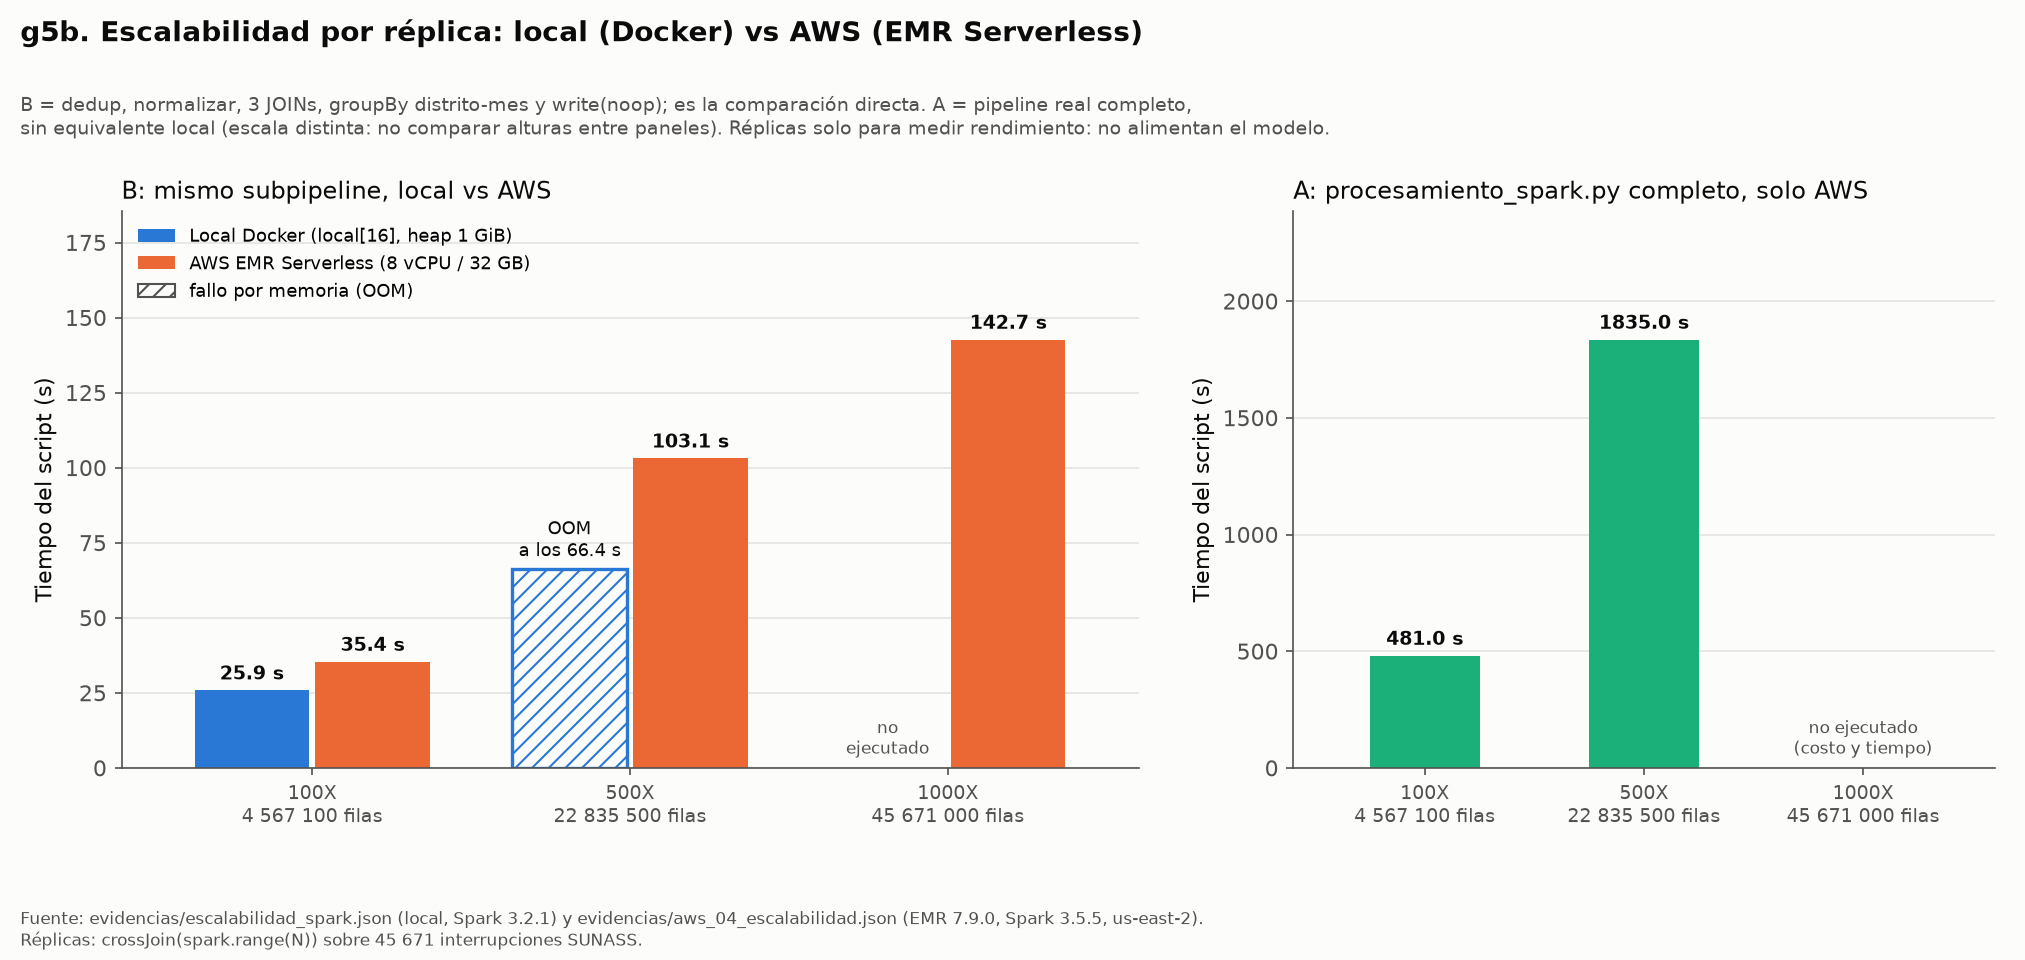 g5b. Escalabilidad por réplica: local (Docker) vs AWS (EMR Serverless)
B = dedup, normalizar, 3 JOINs, groupBy distrito-mes y write(noop); es la comparación directa. A = pipeline real completo,
sin equivalente local (escala distinta: no comparar alturas entre paneles). Réplicas solo para medir rendimiento: no alimentan el modelo.
B: mismo subpipeline, local vs AWS
Local Docker (local[16], heap 1 GiB)
AWS EMR Serverless (8 vCPU / 32 GB)
fallo por memoria (OOM)
Tiempo del script (s)
175
150
125
100
75
50
25
0
25.9 s
35.4 s
OOM
a los 66.4 s
103.1 s
no
ejecutado
142.7 s
100X
4 567 100 filas
500X
22 835 500 filas
1000X
45 671 000 filas
A: procesamiento_spark.py completo, solo AWS
Tiempo del script (s)
2000
1500
1000
500
0
481.0 s
1835.0 s
no ejecutado
(costo y tiempo)
100X
4 567 100 filas
500X
22 835 500 filas
1000X
45 671 000 filas
Fuente: evidencias/escalabilidad_spark.json (local, Spark 3.2.1) y evidencias/aws_04_escalabilidad.json (EMR 7.9.0, Spark 3.5.5, us-east-2).
Réplicas: crossJoin(spark.range(N)) sobre 45 671 interrupciones SUNASS.